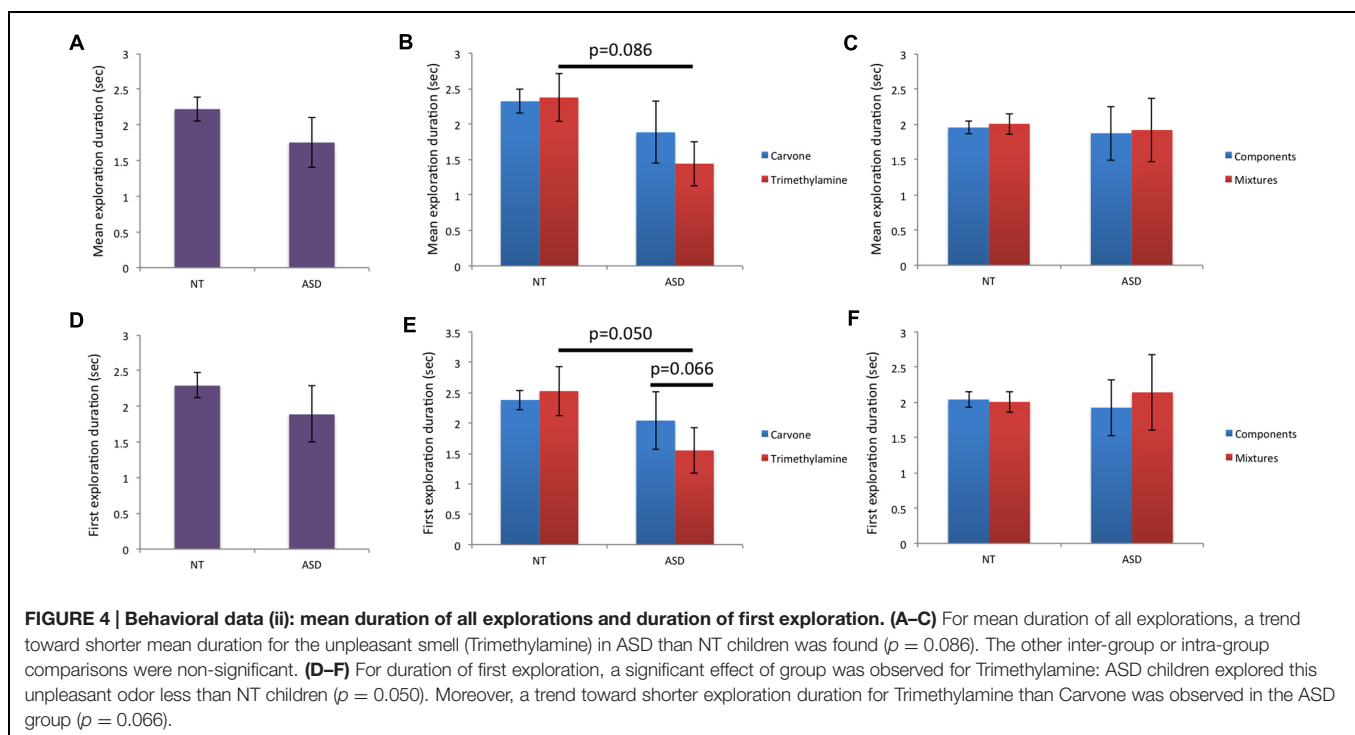 A
Mean exploration duration (sec)
3
2.5
2
1.5
1
0.5
0
NT ASD
B
p=0.086
Mean exploration duration (sec)
3
2.5
2
1.5
1
0.5
0
NT ASD
Carvone
Trimethylamine
C
Mean exploration duration (sec)
3
2.5
2
1.5
1
0.5
0
NT ASD
Components
Mixtures
D
First exploration duration (sec)
3
2.5
2
1.5
1
0.5
0
NT ASD
E
p=0.050
p=0.066
First exploration duration (sec)
3.5
3
2.5
2
1.5
1
0.5
0
NT ASD
Carvone
Trimethylamine
F
First exploration duration (sec)
3
2.5
2
1.5
1
0.5
0
NT ASD
Components
Mixtures
FIGURE 4 | Behavioral data (ii): mean duration of all explorations and duration of first exploration. (A–C) For mean duration of all explorations, a trend
toward shorter mean duration for the unpleasant smell (Trimethylamine) in ASD than NT children was found (p = 0.086). The other inter-group or intra-group
comparisons were non-significant. (D–F) For duration of first exploration, a significant effect of group was observed for Trimethylamine: ASD children explored this
unpleasant odor less than NT children (p = 0.050). Moreover, a trend toward shorter exploration duration for Trimethylamine than Carvone was observed in the ASD
group (p = 0.066).